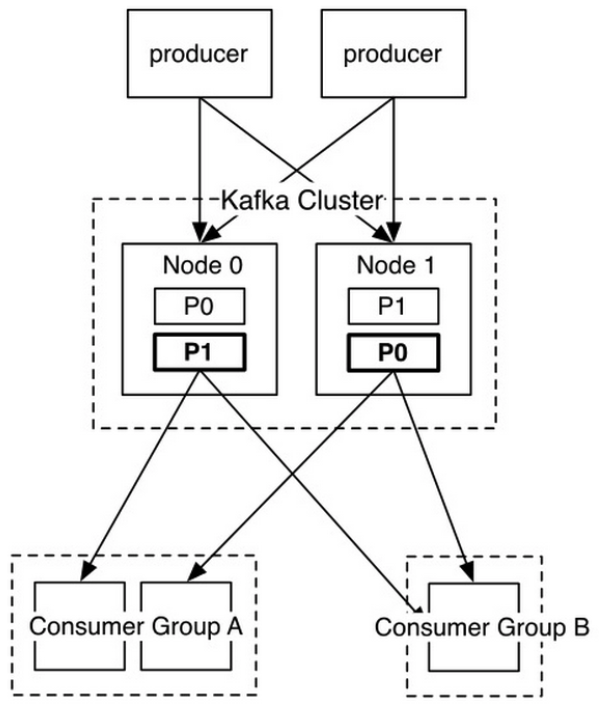 producer
producer
Kafka Cluster
Node 0
Node 1
P0
P1
P1
P0
Consumer Group A
Consumer Group B